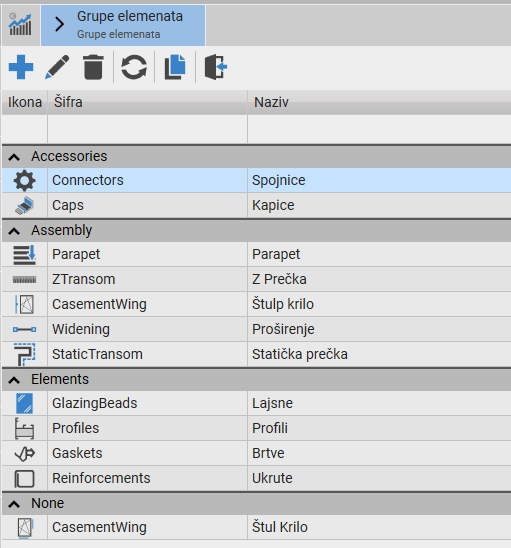 Grupe elemenata
Grupe elemenata
Ikona Šifra Naziv
Accessories
Connectors Spojnice
Caps Kapice
Assembly
Parapet Parapet
ZTransom Z Prečka
CasementWing Štulp krilo
Widening Proširenje
StaticTransom Statička prečka
Elements
GlazingBeads Lajsne
Profiles Profili
Gaskets Brtve
Reinforcements Ukrute
None
CasementWing Štul Krilo